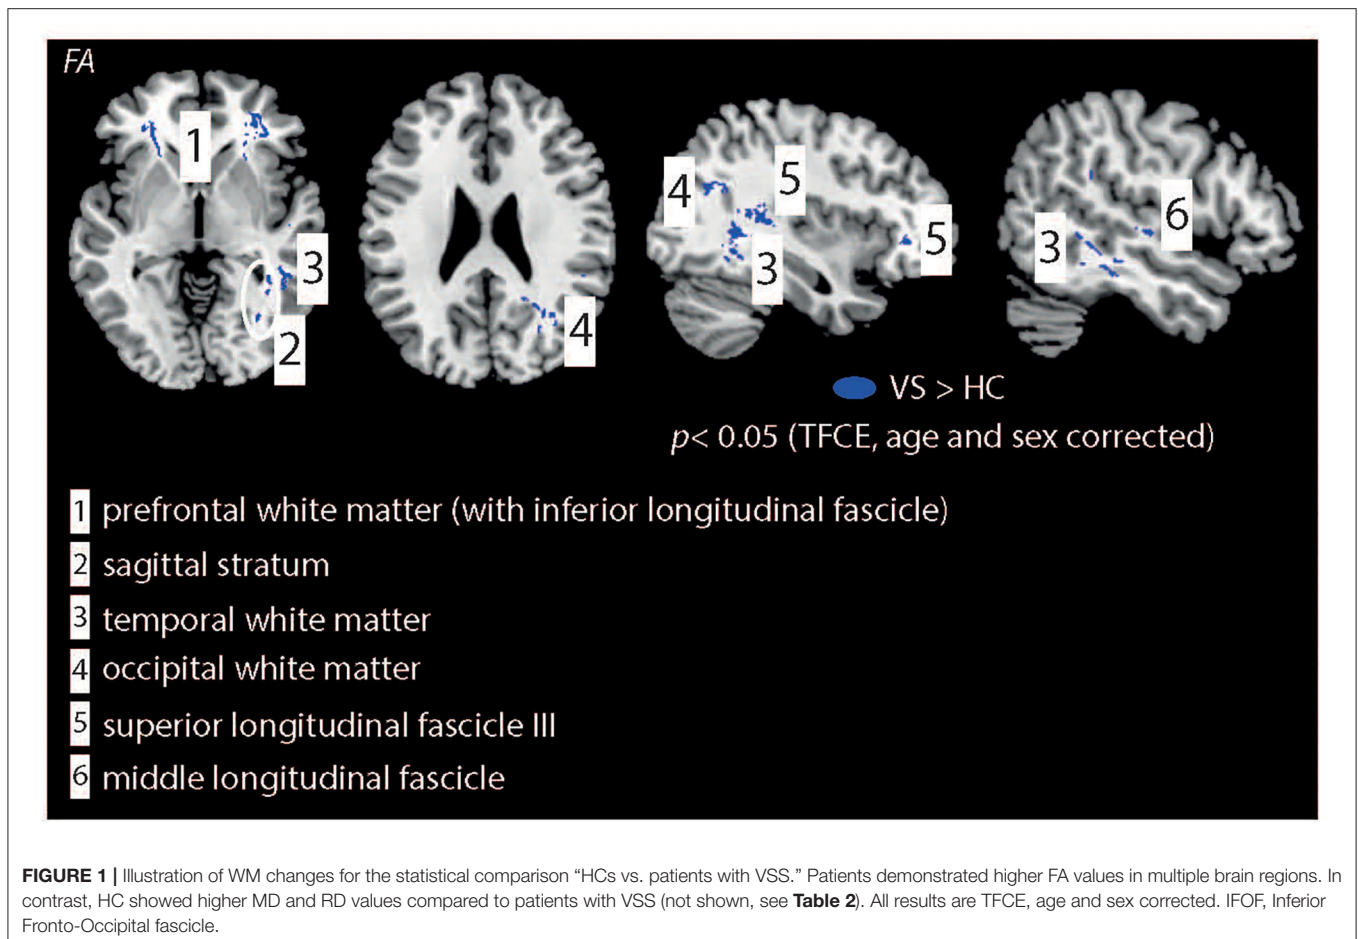 FA
1
3
2
4
4
5
3
5
3
6
VS > HC
p< 0.05 (TFCE, age and sex corrected)
1 prefrontal white matter (with inferior longitudinal fascicle)
2 sagittal stratum
3 temporal white matter
4 occipital white matter
5 superior longitudinal fascicle III
6 middle longitudinal fascicle
FIGURE 1 | Illustration of WM changes for the statistical comparison “HCs vs. patients with VSS.” Patients demonstrated higher FA values in multiple brain regions. In
contrast, HC showed higher MD and RD values compared to patients with VSS (not shown, see Table 2). All results are TFCE, age and sex corrected. IFOF, Inferior
Fronto-Occipital fascicle.